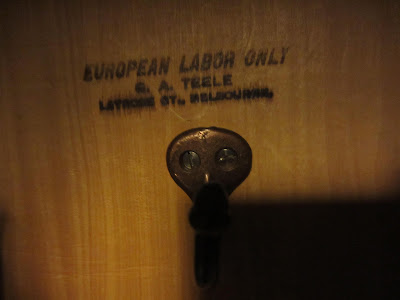 EUROPEAN LABOR ONLY
G. A. TEELE
LATROBE ST., MELBOURNE,